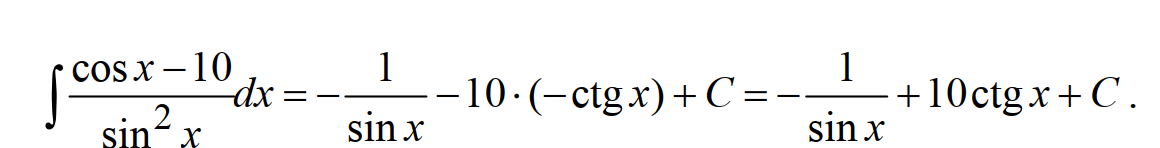 ∫ (cos x − 10)/(sin² x) dx = − 1/(sin x) − 10 · (−ctg x) + C = − 1/(sin x) + 10ctg x + C .